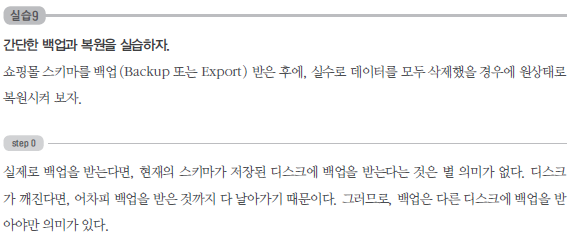 실습9
간단한 백업과 복원을 실습하자.
쇼핑몰 스키마를 백업(Backup 또는 Export) 받은 후에, 실수로 데이터를 모두 삭제했을 경우에 원상태로
복원시켜 보자.
step 0
실제로 백업을 받는다면, 현재의 스키마가 저장된 디스크에 백업을 받는다는 것은 별 의미가 없다. 디스크
가 깨진다면, 어차피 백업을 받은 것까지 다 날아가기 때문이다. 그러므로, 백업은 다른 디스크에 백업을 받
아야만 의미가 있다.